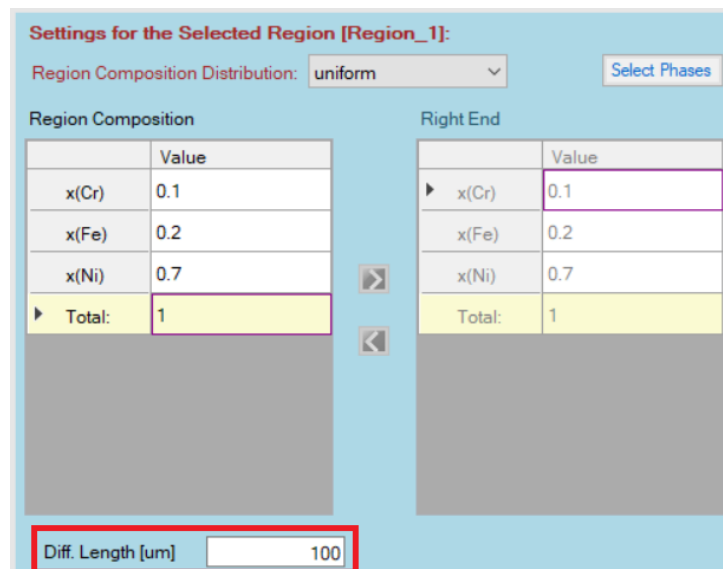 Settings for the Selected Region [Region_1]:
Region Composition Distribution: uniform Select Phases
Region Composition Right End
Value Value
x(Cr) 0.1 x(Cr) 0.1
x(Fe) 0.2 x(Fe) 0.2
x(Ni) 0.7 x(Ni) 0.7
Total: 1 Total: 1
Diff. Length [um] 100